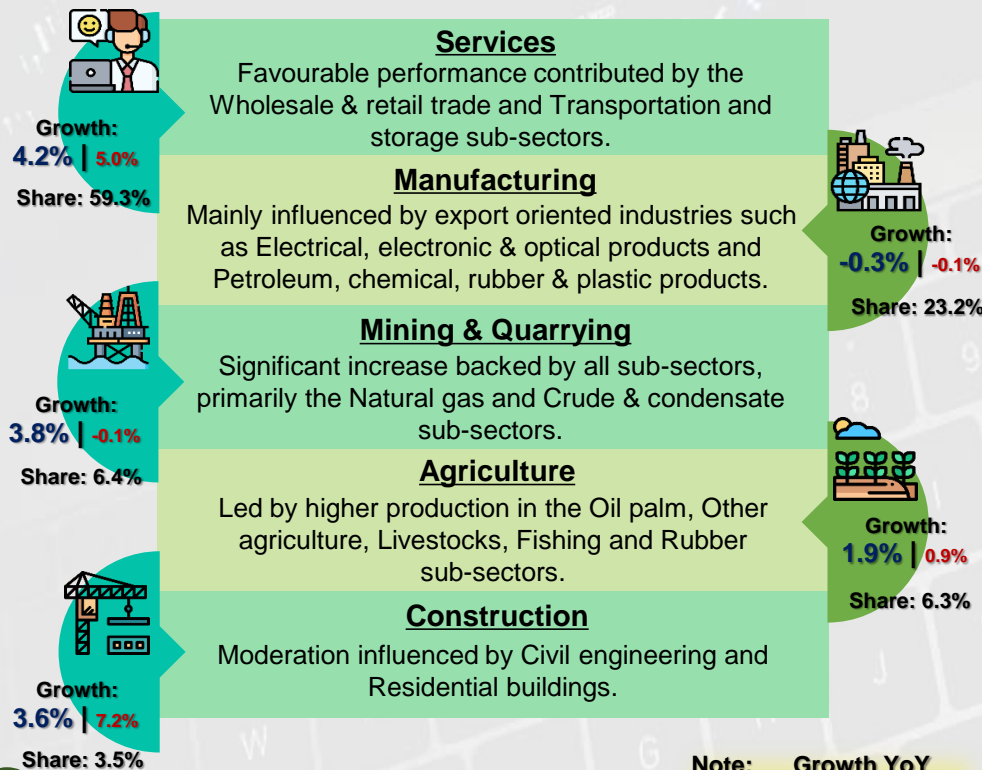 Services
Favourable performance contributed by the
Wholesale & retail trade and Transportation and
storage sub-sectors.
Growth:
4.2% | 5.0%
Share: 59.3%
Manufacturing
Mainly influenced by export oriented industries such
as Electrical, electronic & optical products and
Petroleum, chemical, rubber & plastic products.
Growth:
-0.3% | -0.1%
Share: 23.2%
Mining & Quarrying
Significant increase backed by all sub-sectors,
primarily the Natural gas and Crude & condensate
sub-sectors.
Growth:
3.8% | -0.1%
Share: 6.4%
Agriculture
Led by higher production in the Oil palm, Other
agriculture, Livestocks, Fishing and Rubber
sub-sectors.
Growth:
1.9% | 0.9%
Share: 6.3%
Construction
Moderation influenced by Civil engineering and
Residential buildings.
Growth:
3.6% | 7.2%
Share: 3.5%
Note: Growth YoY